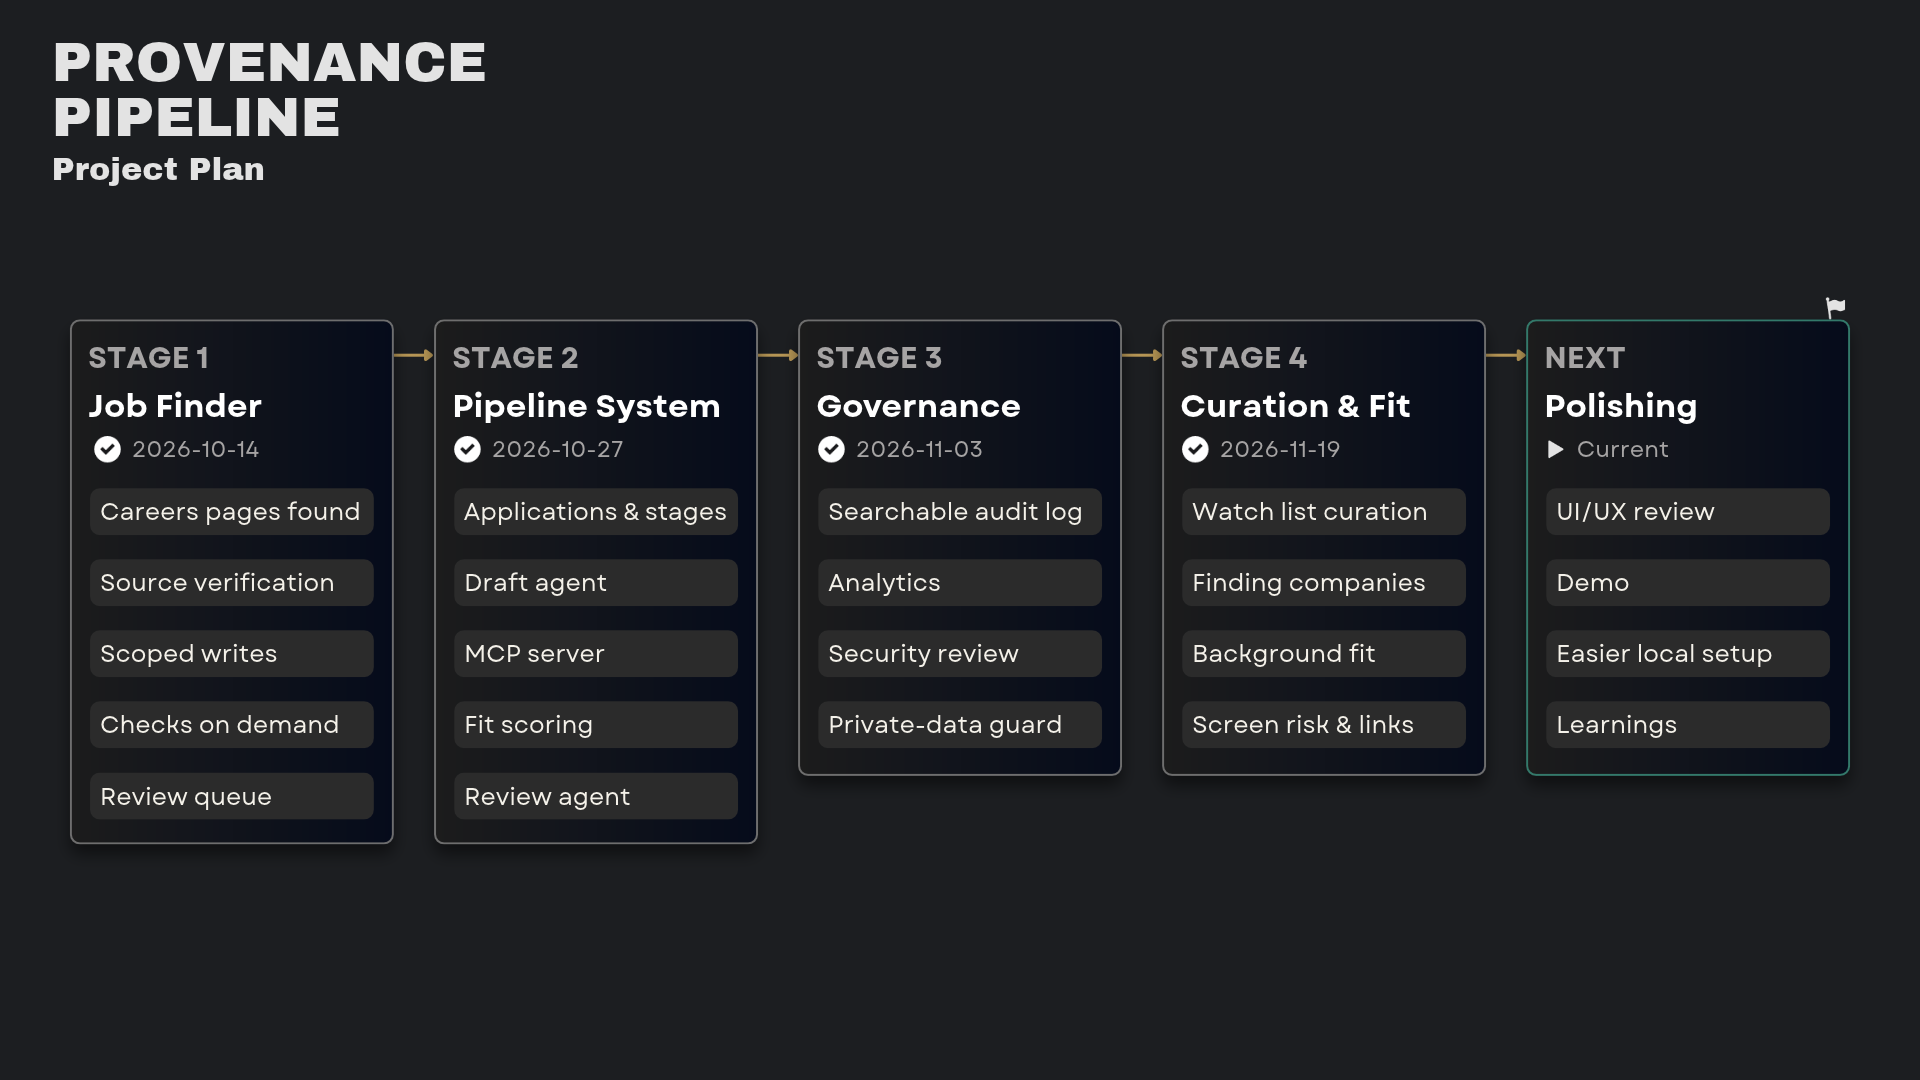 PROVENANCE
PIPELINE
Project Plan
STAGE 1
Job Finder
2026-10-14
Careers pages found
Source verification
Scoped writes
Checks on demand
Review queue
STAGE 2
Pipeline System
2026-10-27
Applications & stages
Draft agent
MCP server
Fit scoring
Review agent
STAGE 3
Governance
2026-11-03
Searchable audit log
Analytics
Security review
Private-data guard
STAGE 4
Curation & Fit
2026-11-19
Watch list curation
Finding companies
Background fit
Screen risk & links
NEXT
Polishing
Current
UI/UX review
Demo
Easier local setup
Learnings